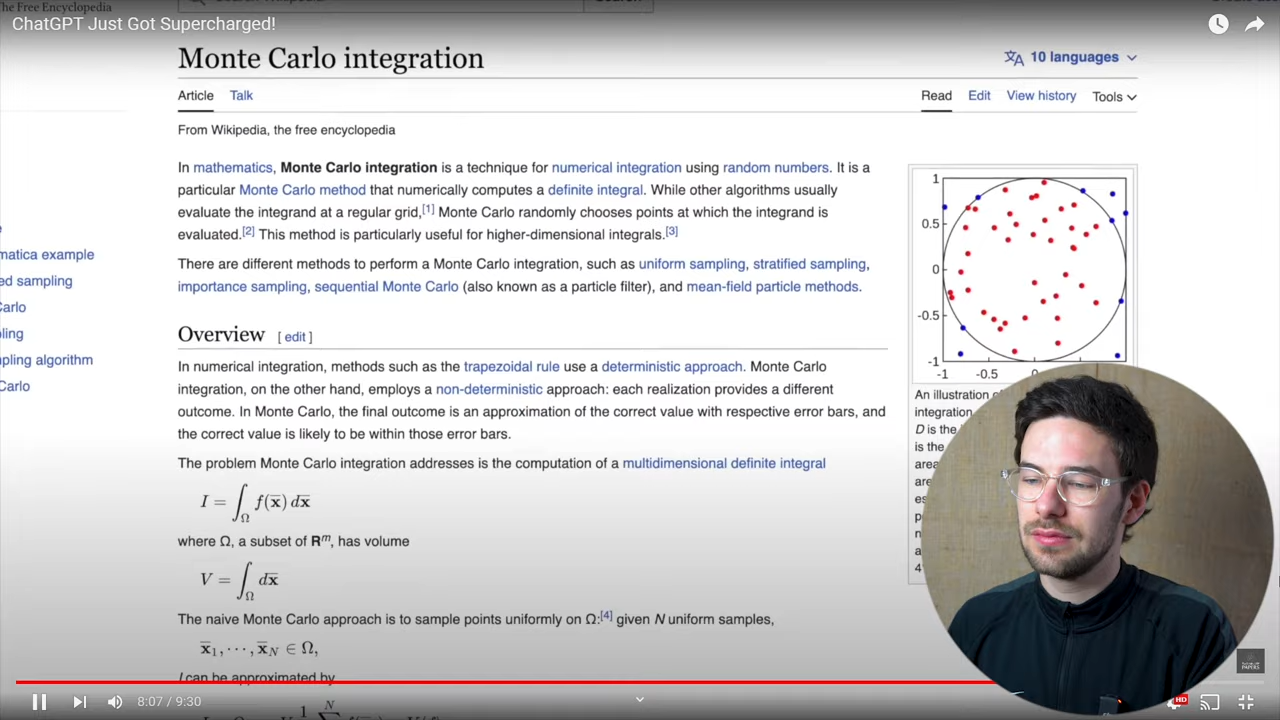 The Free Encyclopedia
ChatGPT Just Got Supercharged!
Monte Carlo integration
10 languages
Article Talk
Read Edit View history Tools
From Wikipedia, the free encyclopedia
In mathematics, Monte Carlo integration is a technique for numerical integration using random numbers. It is a
particular Monte Carlo method that numerically computes a definite integral. While other algorithms usually
evaluate the integrand at a regular grid,[1] Monte Carlo randomly chooses points at which the integrand is
evaluated.[2] This method is particularly useful for higher-dimensional integrals.[3]
There are different methods to perform a Monte Carlo integration, such as uniform sampling, stratified sampling,
importance sampling, sequential Monte Carlo (also known as a particle filter), and mean-field particle methods.
Overview [ edit ]
In numerical integration, methods such as the trapezoidal rule use a deterministic approach. Monte Carlo
integration, on the other hand, employs a non-deterministic approach: each realization provides a different
outcome. In Monte Carlo, the final outcome is an approximation of the correct value with respective error bars, and
the correct value is likely to be within those error bars.
The problem Monte Carlo integration addresses is the computation of a multidimensional definite integral
I = ∫Ω f(x̅) dx̅
where Ω, a subset of Rᵐ, has volume
V = ∫Ω dx̅
The naive Monte Carlo approach is to sample points uniformly on Ω:[4] given N uniform samples,
x̅1, ⋯, x̅N ∈ Ω,
I can be approximated by
matica example
ed sampling
Carlo
ling
pling algorithm
Carlo
1
0.5
0
-0.5
-1
-1 -0.5 0
An illustration
integration
D is the
is the
area
8:07 / 9:30
HD